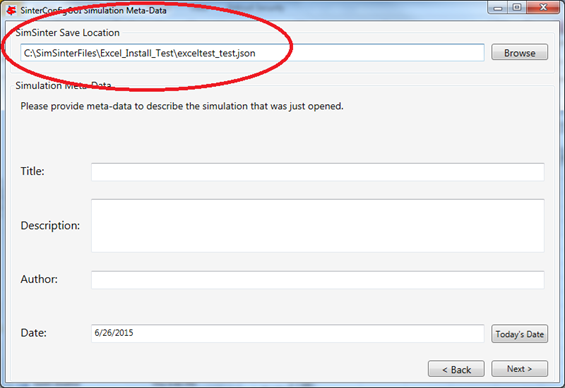 SinterConfigGUI Simulation Meta-Data
SimSinter Save Location
C:\SimSinterFiles\Excel_Install_Test\exceltest_test.json
Browse
Simulation Meta-Data
Please provide meta-data to describe the simulation that was just opened.
Title:
Description:
Author:
Date:
6/26/2015
Today's Date
< Back
Next >